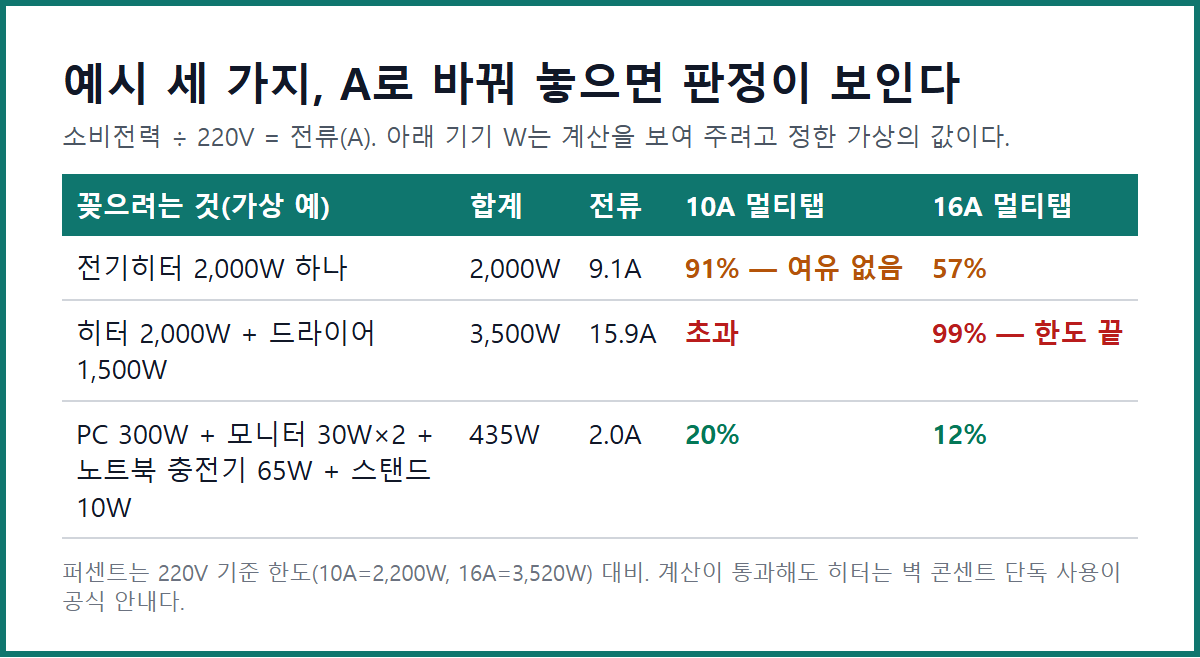 예시 세 가지, A로 바꿔 놓으면 판정이 보인다
소비전력 ÷ 220V = 전류(A). 아래 기기 W는 계산을 보여 주려고 정한 가상의 값이다.
꽂으려는 것(가상 예) 합계 전류 10A 멀티탭 16A 멀티탭
전기히터 2,000W 하나 2,000W 9.1A 91% — 여유 없음 57%
히터 2,000W + 드라이어 3,500W 15.9A 초과 99% — 한도 끝
1,500W
PC 300W + 모니터 30W×2 + 435W 2.0A 20% 12%
노트북 충전기 65W + 스탠드
10W
퍼센트는 220V 기준 한도(10A=2,200W, 16A=3,520W) 대비. 계산이 통과해도 히터는 벽 콘센트 단독 사용이
공식 안내다.